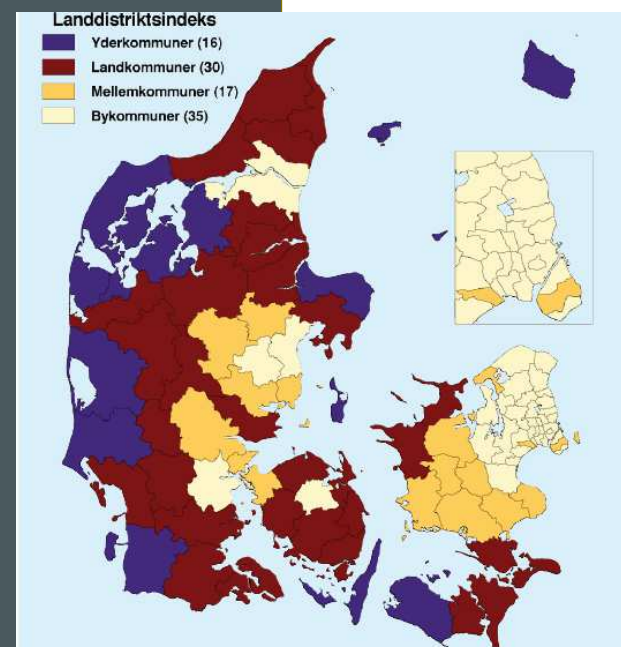 Landdistriktsindeks
Yderkommuner (16)
Landkommuner (30)
Mellemkommuner (17)
Bykommuner (35)